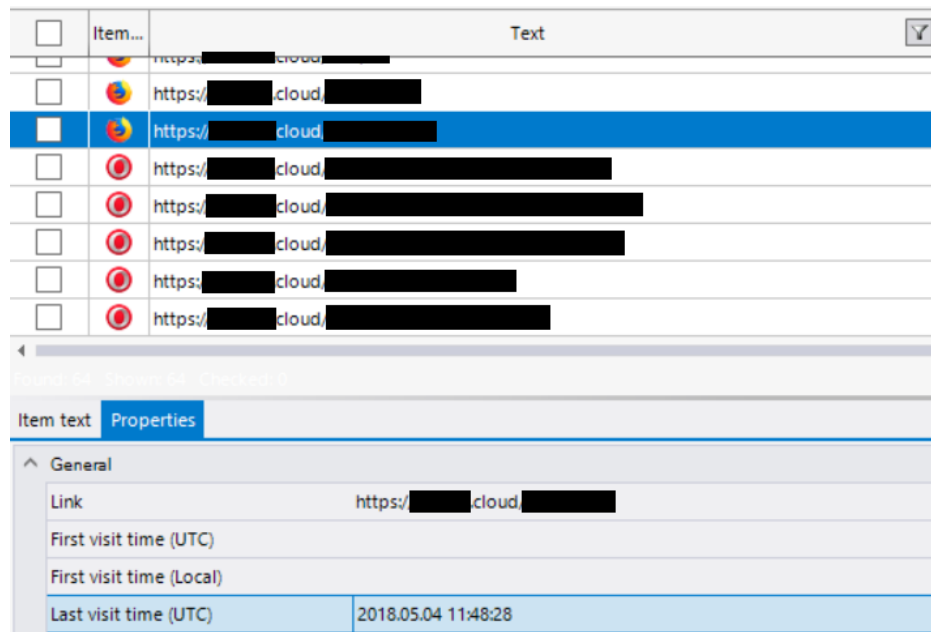 Item... Text
https:/ cloud
https:/ .cloud/
https:// cloud,
https:/ cloud/
https:/ cloud/
https:/ cloud/
https: .cloud/
https:/ cloud/
Found: 64 Shown: 64 Checked: 0
Item text Properties
General
Link https:/ .cloud,
First visit time (UTC)
First visit time (Local)
Last visit time (UTC) 2018.05.04 11:48:28